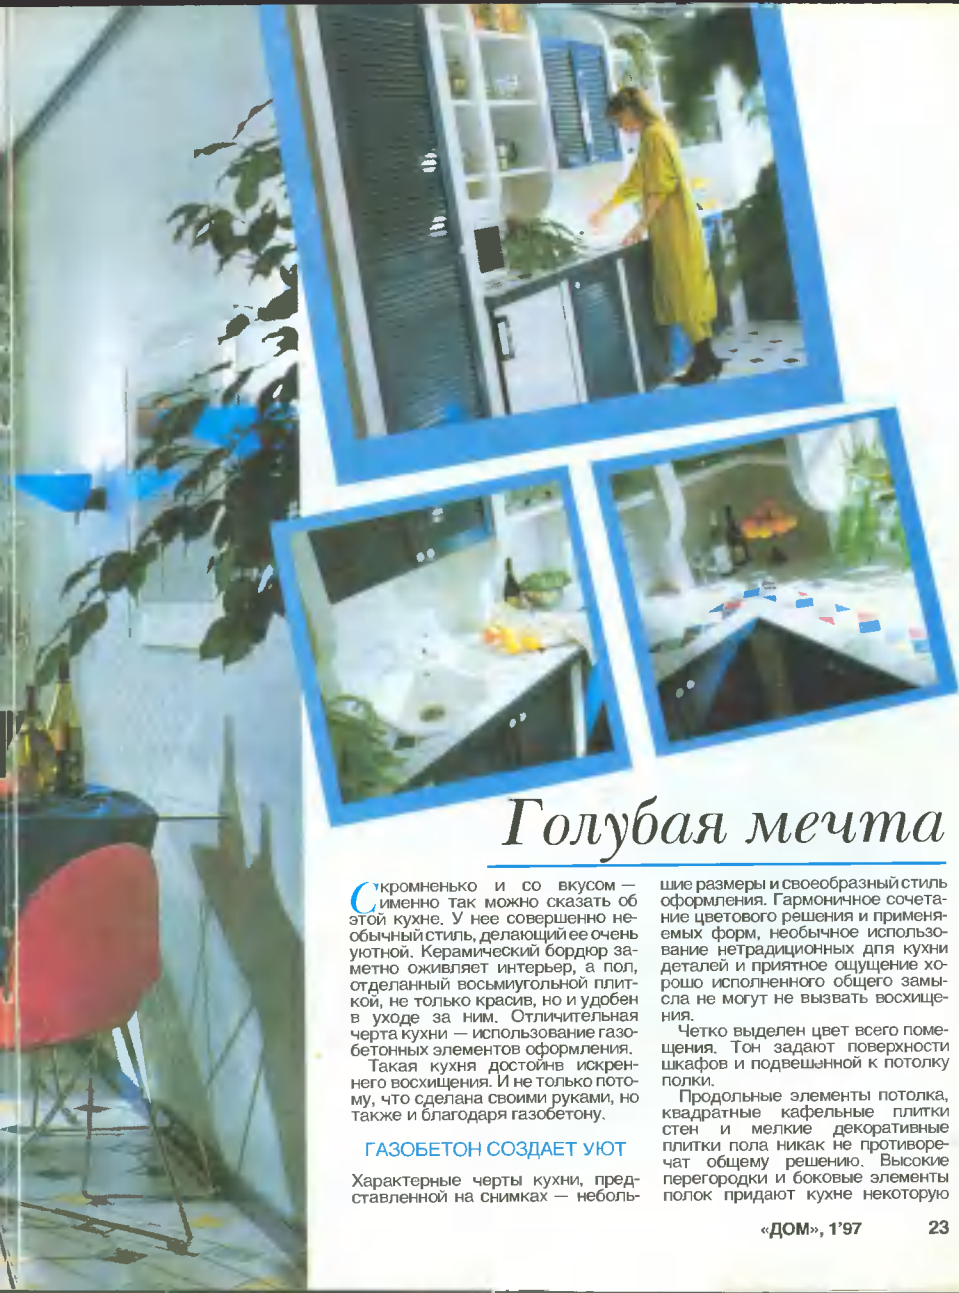 Голубая мечта
Скромненько и со вкусом —
именно так можно сказать об
этой кухне. У нее совершенно не-
обычный стиль, делающий ее очень
уютной. Керамический бордюр за-
метно оживляет интерьер, а пол,
отделанный восьмиугольной плит-
кой, не только красив, но и удобен
в уходе за ним. Отличительная
черта кухни — использование газо-
бетонных элементов оформления.
Такая кухня достойнв искрен-
него восхищения. И не только пото-
му, что сделана своими руками, но
также и благодаря газобетону.
ГАЗОБЕТОН СОЗДАЕТ УЮТ
Характерные черты кухни, пред-
ставленной на снимках — неболь-
шие размеры и своеобразный стиль
оформления. Гармоничное сочета-
ние цветового решения и применя-
емых форм, необычное использо-
вание нетрадиционных для кухни
деталей и приятное ощущение хо-
рошо исполненного общего замы-
сла не могут не вызвать восхище-
ния.
Четко выделен цвет всего поме-
щения. Тон задают поверхности
шкафов и подвешенной к потолку
полки.
Продольные элементы потолка,
квадратные кафельные плитки
стен и мелкие декоративные
плитки пола никак не противоре-
чат общему решению. Высокие
перегородки и боковые элементы
полок придают кухне некоторую
«ДОМ», 1'97 23